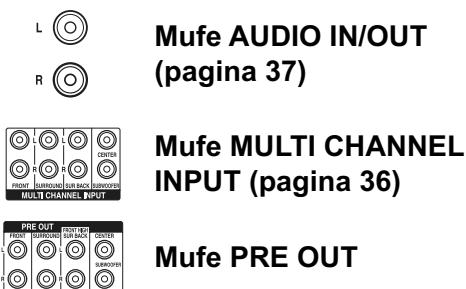 L
R
Mufe AUDIO IN/OUT
(pagina 37)
L L
CENTER
R R
FRONT SURROUND SUR BACK SUBWOOFER
MULTI CHANNEL INPUT
Mufe MULTI CHANNEL
INPUT (pagina 36)
PRE OUT
FRONT SURROUND FRONT HIGH SUR BACK CENTER
L L
SUBWOOFER
R R
Mufe PRE OUT